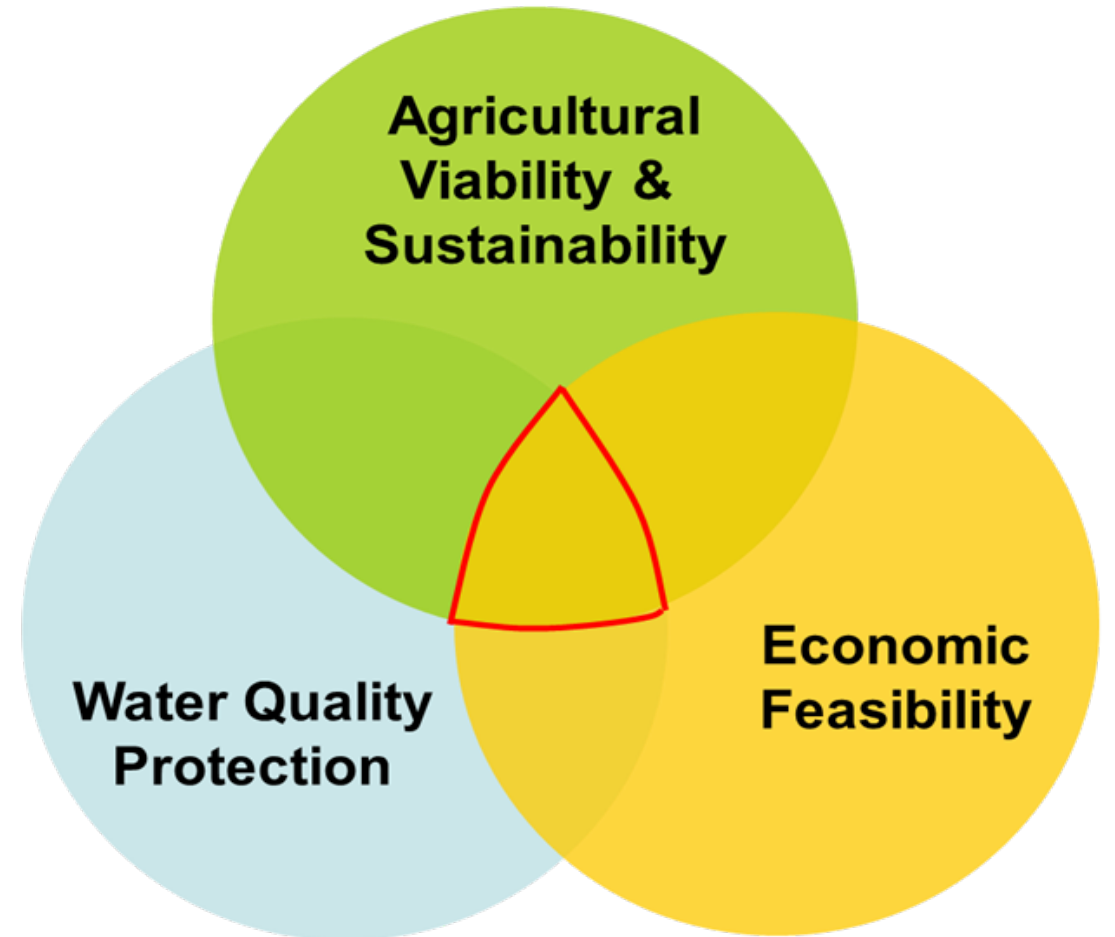 Agricultural
Viability &
Sustainability
Economic
Feasibility
Water Quality
Protection